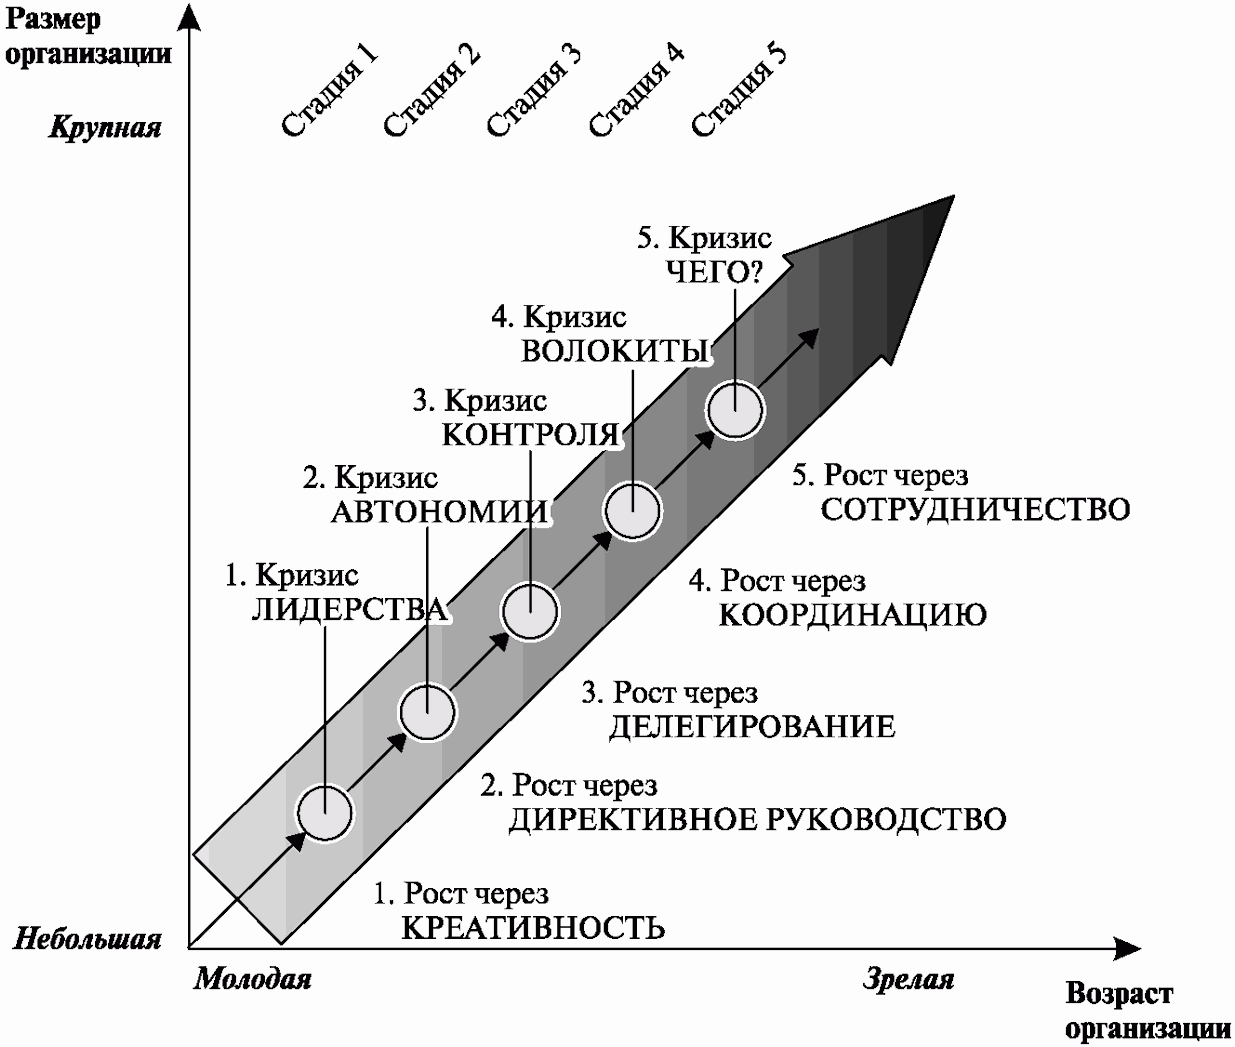 Размер
организации
Стадия 1
Стадия 2
Стадия 3
Стадия 4
Стадия 5
Крупная
5. Кризис
ЧЕГО?
4. Кризис
ВОЛОКИТЫ
3. Кризис
КОНТРОЛЯ
2. Кризис
АВТОНОМИИ
1. Кризис
ЛИДЕРСТВА
5. Рост через
СОТРУДНИЧЕСТВО
4. Рост через
КООРДИНАЦИЮ
3. Рост через
ДЕЛЕГИРОВАНИЕ
2. Рост через
ДИРЕКТИВНОЕ РУКОВОДСТВО
1. Рост через
КРЕАТИВНОСТЬ
Небольшая
Молодая
Зрелая
Возраст
организации